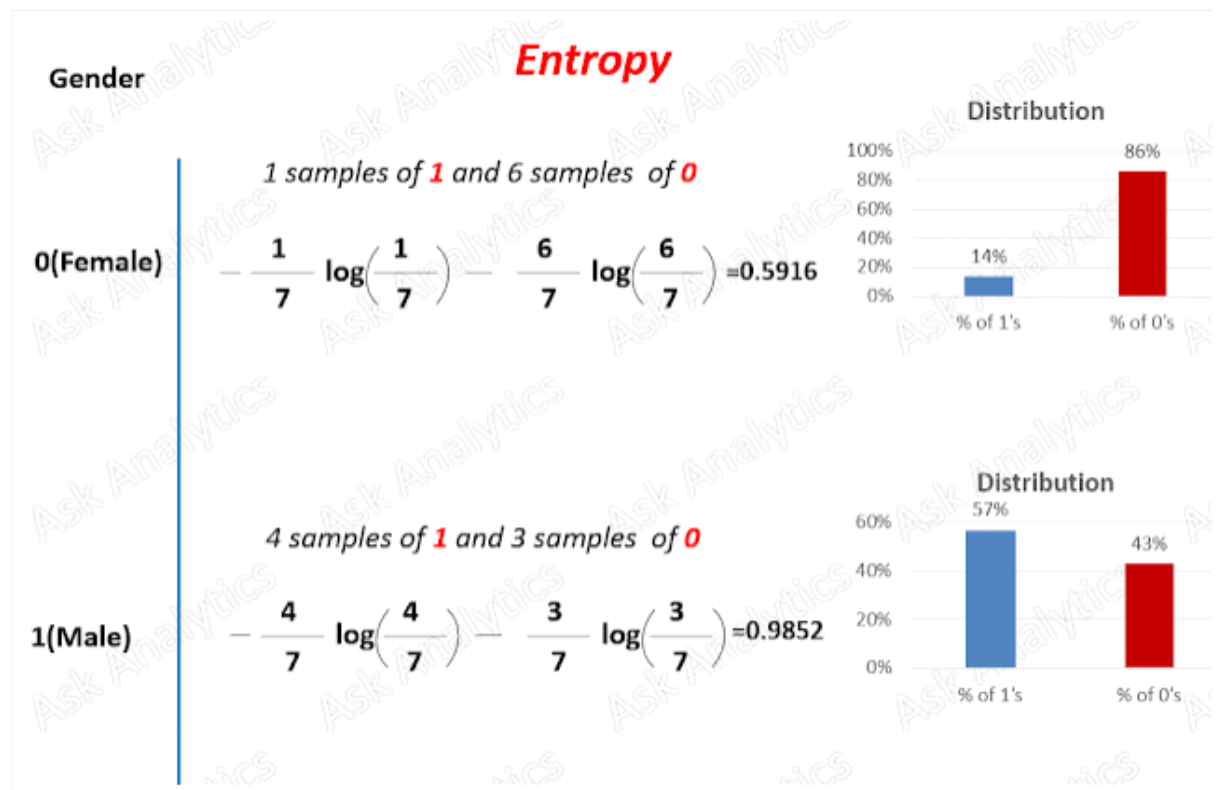 Entropy
Gender
1 samples of 1 and 6 samples of 0
0(Female)
− 1/7 log(1/7) − 6/7 log(6/7) =0.5916
Distribution
100%
80%
60%
40%
20%
0%
14%
86%
% of 1's
% of 0's
4 samples of 1 and 3 samples of 0
1(Male)
− 4/7 log(4/7) − 3/7 log(3/7) =0.9852
Distribution
60%
40%
20%
0%
57%
43%
% of 1's
% of 0's
Ask Analytics